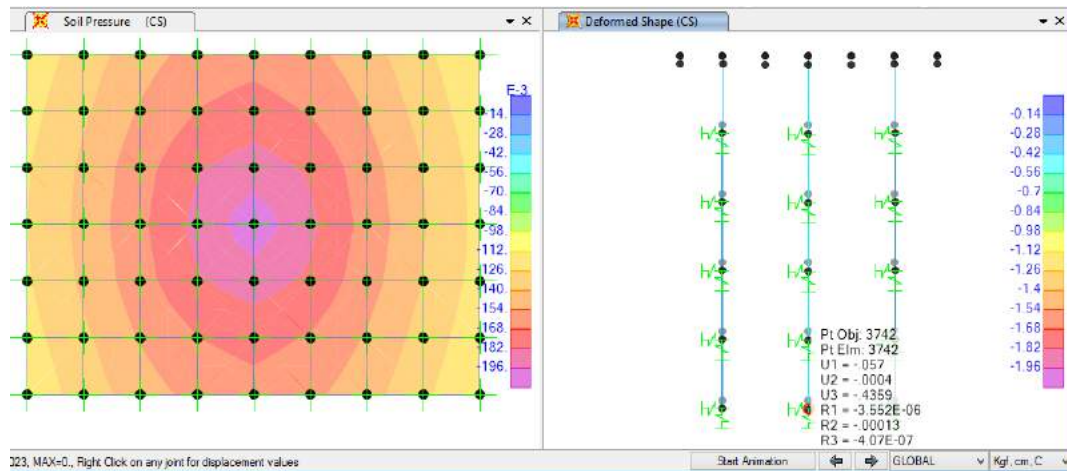 Soil Pressure (CS)
Deformed Shape (CS)
E-3
-14.
-28.
-42.
-56.
-70.
-84.
-98.
-112.
-126.
-140.
-154.
-168.
-182.
-196.
-0.14
-0.28
-0.42
-0.56
-0.7
-0.84
-0.98
-1.12
-1.26
-1.4
-1.54
-1.68
-1.82
-1.96
Pt Obj: 3742
Pt Elm: 3742
U1 = -.057
U2 = -.0004
U3 = -.4359
R1 = -3.552E-06
R2 = -.00013
R3 = -4.07E-07
023, MAX=0., Right Click on any joint for displacement values
Start Animation
GLOBAL
Kgf, cm, C